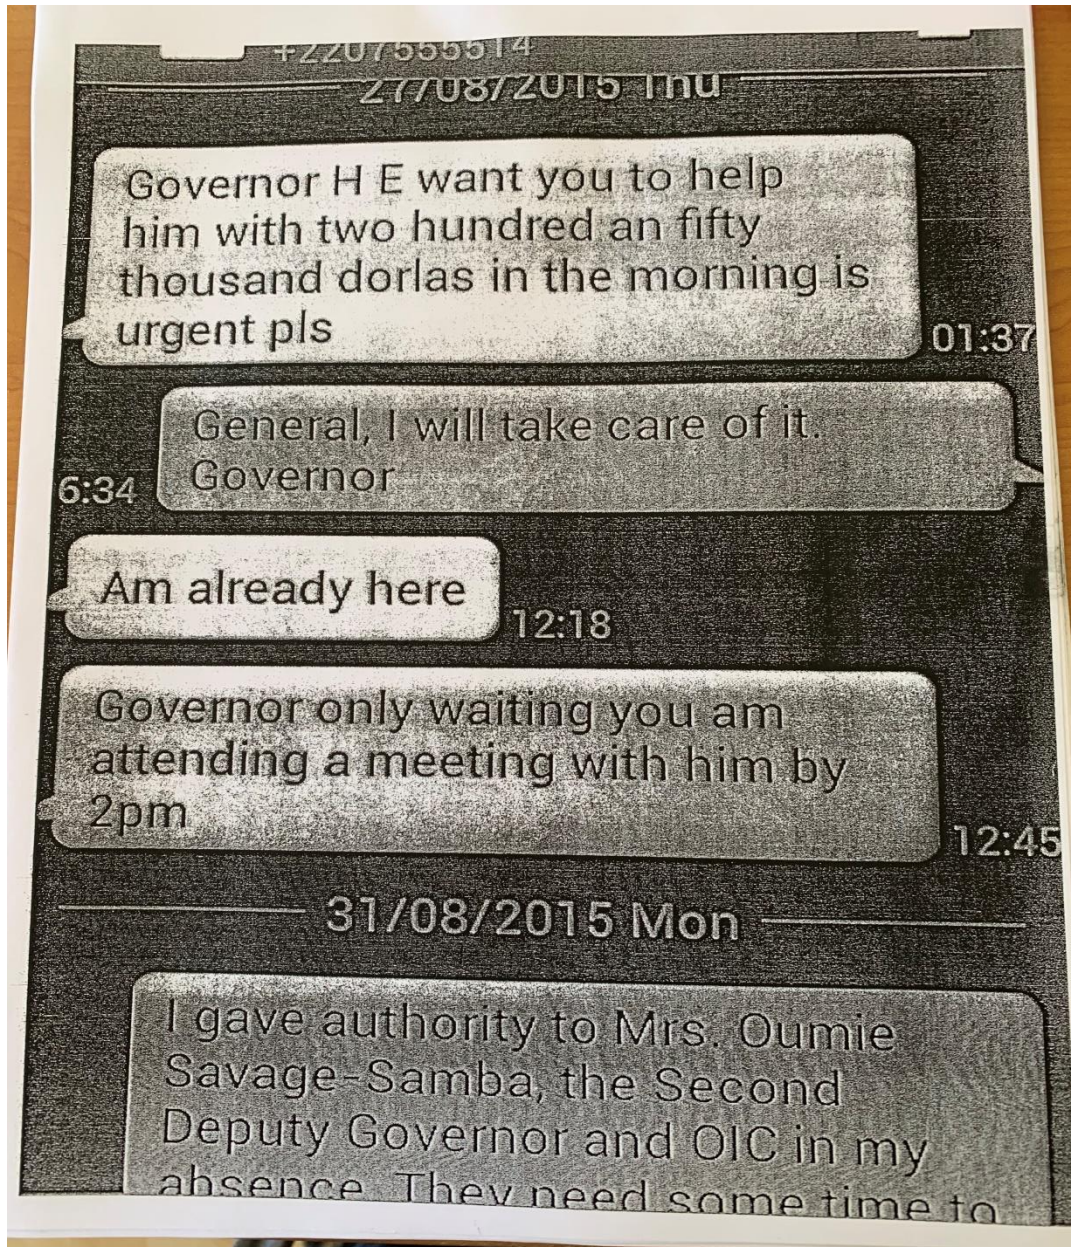 +2207555514
27/08/2015 Thu
Governor H E want you to help
him with two hundred an fifty
thousand dorlas in the morning is
urgent pls
01:37
General, I will take care of it.
Governor
6:34
Am already here
12:18
Governor only waiting you am
attending a meeting with him by
2pm
12:45
31/08/2015 Mon
I gave authority to Mrs. Oumie
Savage-Samba, the Second
Deputy Governor and OIC in my
absence. They need some time to